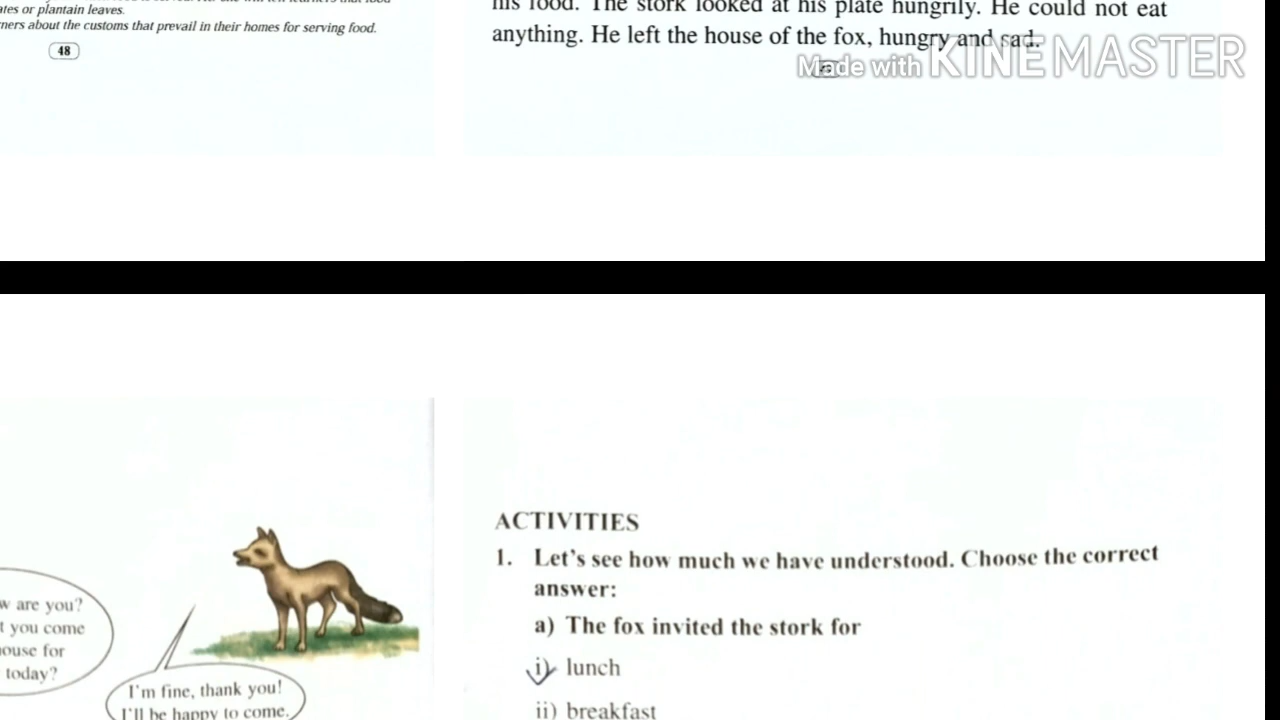 or plantain leaves.
about the customs that prevail in their homes for serving food.
48
his food. The stork looked at his plate hungrily. He could not eat
anything. He left the house of the fox, hungry and sad.
Made with KINEMASTER
are you?
you come
for
today?
I'm fine, thank you!
I'll be happy to come.
ACTIVITIES
1. Let's see how much we have understood. Choose the correct
answer:
a) The fox invited the stork for
i) lunch
ii) breakfast